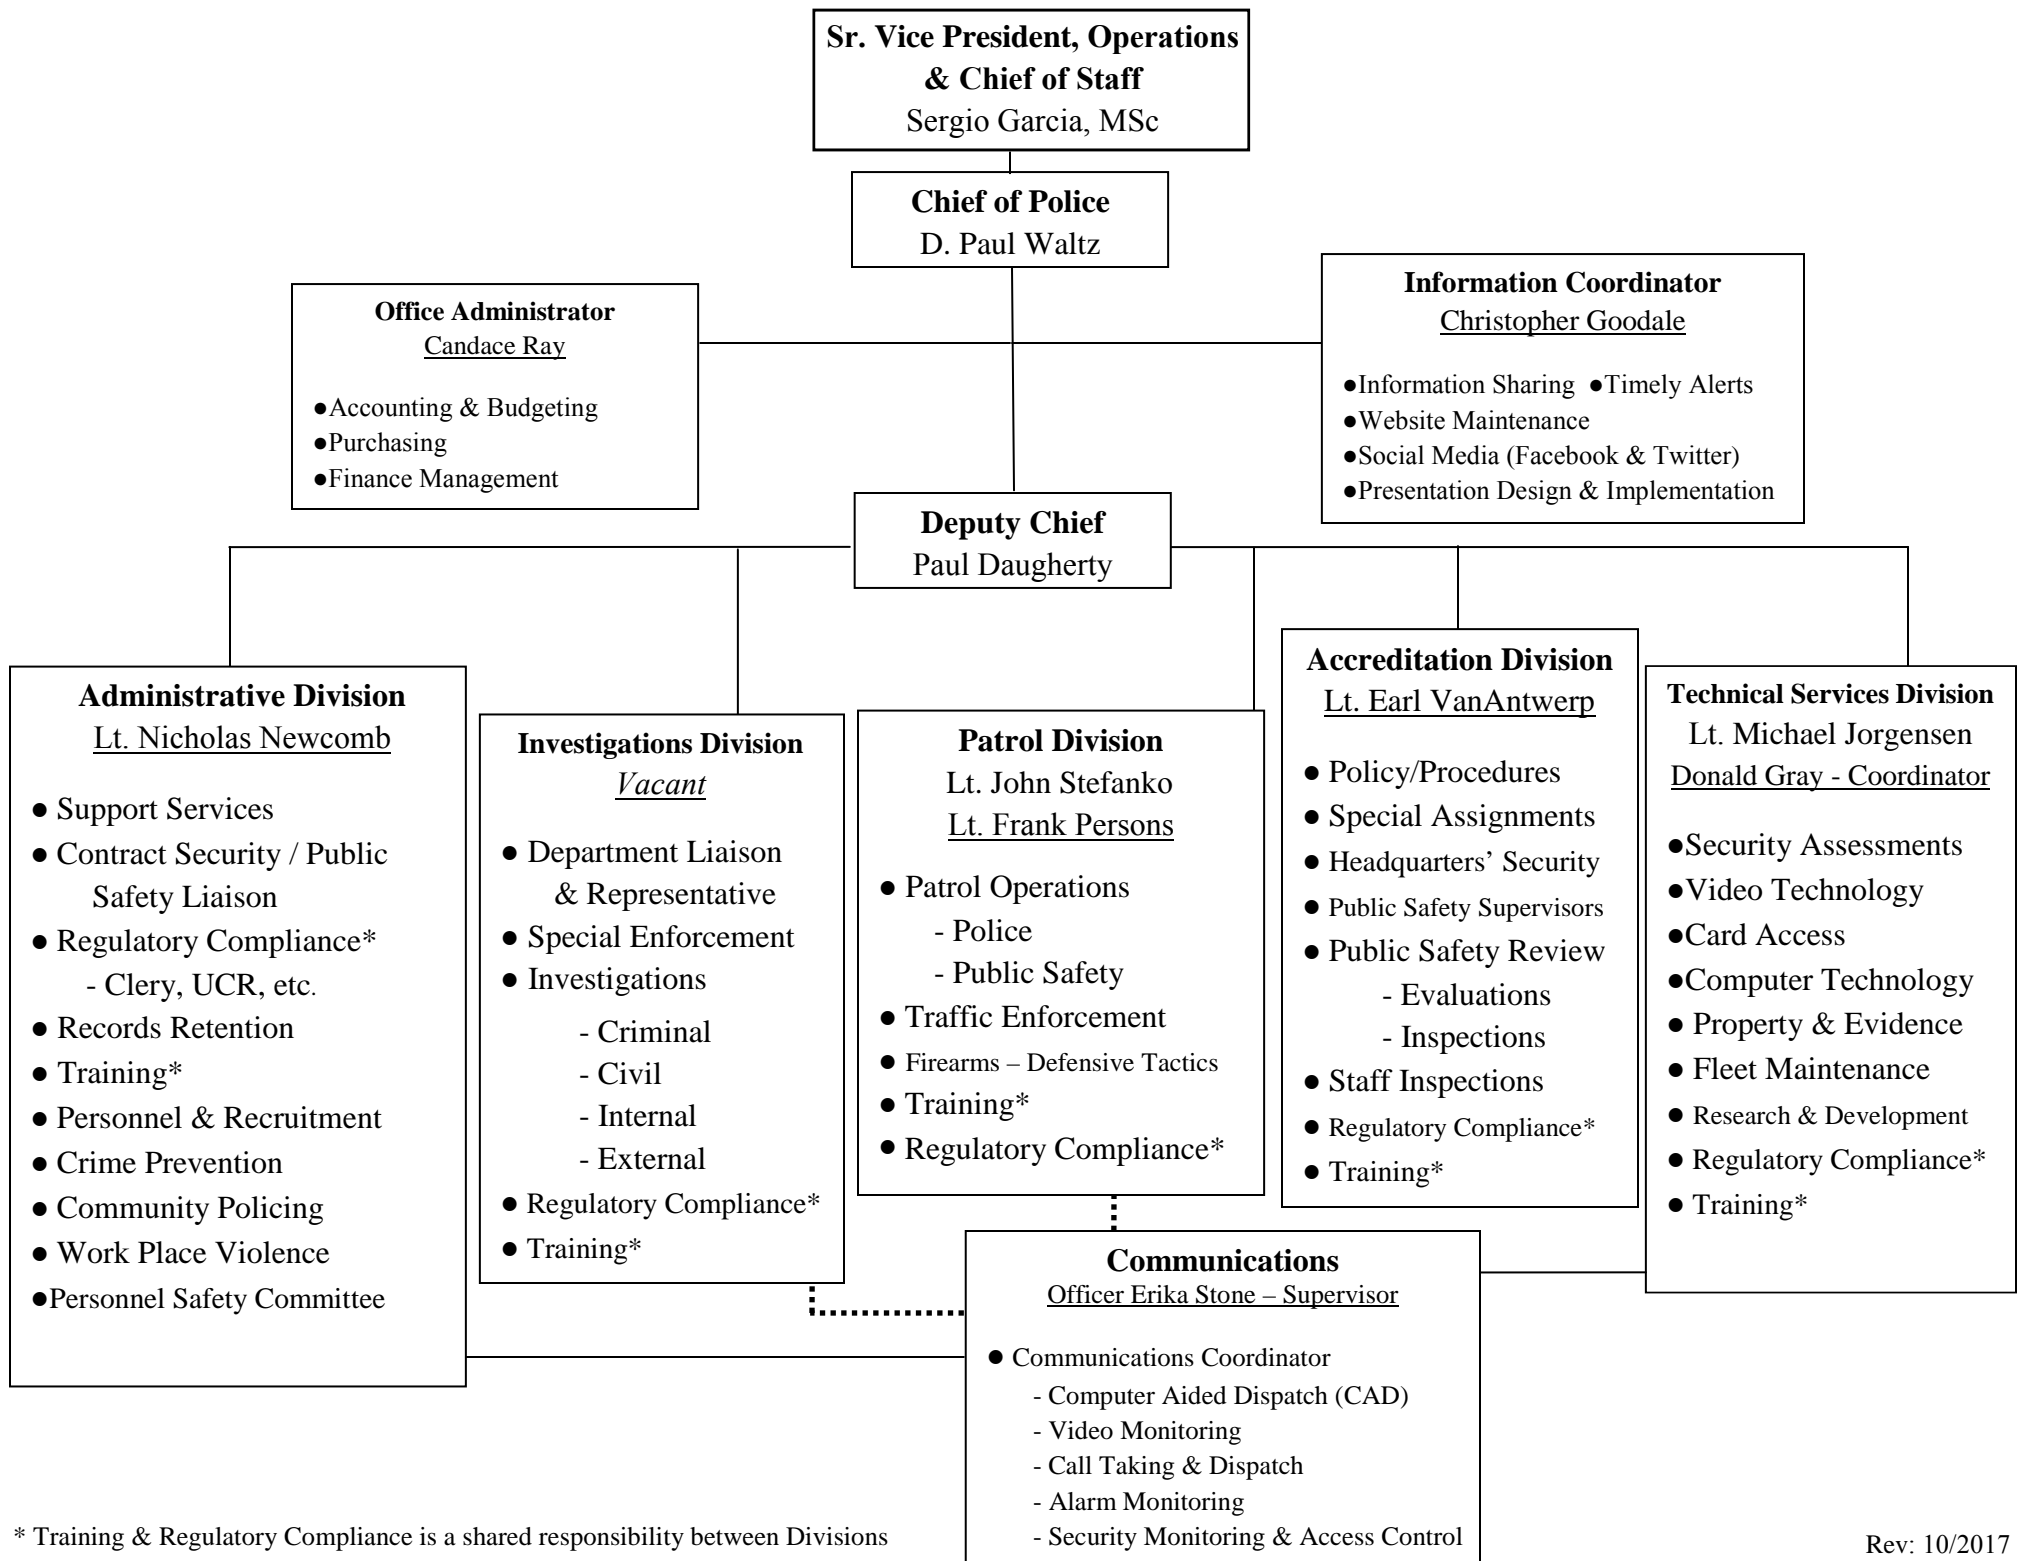 Sr. Vice President, Operations
& Chief of Staff
Sergio Garcia, MSc
Chief of Police
D. Paul Waltz
Office Administrator
Candace Ray
●Accounting & Budgeting
●Purchasing
●Finance Management
Information Coordinator
Christopher Goodale
●Information Sharing ●Timely Alerts
●Website Maintenance
●Social Media (Facebook & Twitter)
●Presentation Design & Implementation
Deputy Chief
Paul Daugherty
Administrative Division
Lt. Nicholas Newcomb
● Support Services
● Contract Security / Public
Safety Liaison
● Regulatory Compliance*
- Clery, UCR, etc.
● Records Retention
● Training*
● Personnel & Recruitment
● Crime Prevention
● Community Policing
● Work Place Violence
●Personnel Safety Committee
Investigations Division
Vacant
● Department Liaison
& Representative
● Special Enforcement
● Investigations
- Criminal
- Civil
- Internal
- External
● Regulatory Compliance*
● Training*
Patrol Division
Lt. John Stefanko
Lt. Frank Persons
● Patrol Operations
- Police
- Public Safety
● Traffic Enforcement
● Firearms – Defensive Tactics
● Training*
● Regulatory Compliance*
Accreditation Division
Lt. Earl VanAntwerp
● Policy/Procedures
● Special Assignments
● Headquarters’ Security
● Public Safety Supervisors
● Public Safety Review
- Evaluations
- Inspections
● Staff Inspections
● Regulatory Compliance*
● Training*
Technical Services Division
Lt. Michael Jorgensen
Donald Gray - Coordinator
●Security Assessments
●Video Technology
●Card Access
●Computer Technology
● Property & Evidence
● Fleet Maintenance
● Research & Development
● Regulatory Compliance*
● Training*
Communications
Officer Erika Stone – Supervisor
● Communications Coordinator
- Computer Aided Dispatch (CAD)
- Video Monitoring
- Call Taking & Dispatch
- Alarm Monitoring
- Security Monitoring & Access Control
* Training & Regulatory Compliance is a shared responsibility between Divisions
Rev: 10/2017